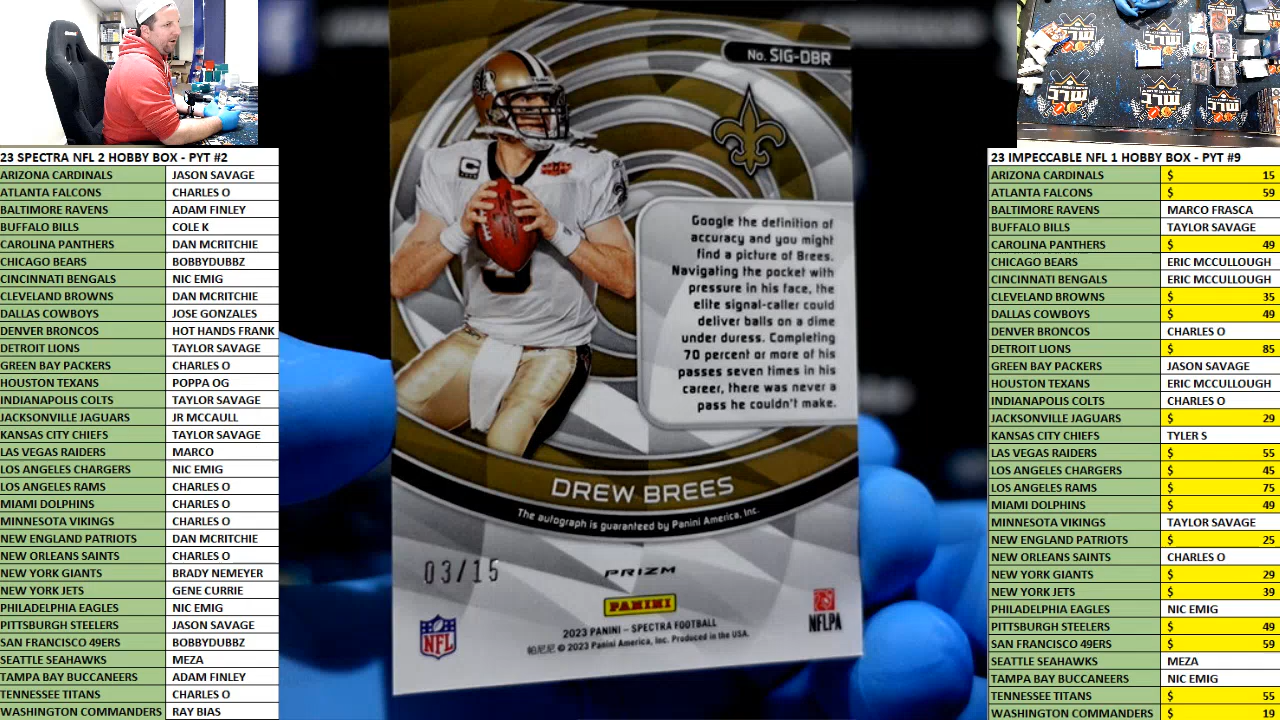 23 SPECTRA NFL 2 HOBBY BOX - PYT #2
ARIZONA CARDINALS JASON SAVAGE
ATLANTA FALCONS CHARLES O
BALTIMORE RAVENS ADAM FINLEY
BUFFALO BILLS COLE K
CAROLINA PANTHERS DAN MCRITCHIE
CHICAGO BEARS BOBBYDUBBZ
CINCINNATI BENGALS NIC EMIG
CLEVELAND BROWNS DAN MCRITCHIE
DALLAS COWBOYS JOSE GONZALES
DENVER BRONCOS HOT HANDS FRANK
DETROIT LIONS TAYLOR SAVAGE
GREEN BAY PACKERS CHARLES O
HOUSTON TEXANS POPPA OG
INDIANAPOLIS COLTS TAYLOR SAVAGE
JACKSONVILLE JAGUARS JR MCCAULL
KANSAS CITY CHIEFS TAYLOR SAVAGE
LAS VEGAS RAIDERS MARCO
LOS ANGELES CHARGERS NIC EMIG
LOS ANGELES RAMS CHARLES O
MIAMI DOLPHINS CHARLES O
MINNESOTA VIKINGS CHARLES O
NEW ENGLAND PATRIOTS DAN MCRITCHIE
NEW ORLEANS SAINTS CHARLES O
NEW YORK GIANTS BRADY NEMEYER
NEW YORK JETS GENE CURRIE
PHILADELPHIA EAGLES NIC EMIG
PITTSBURGH STEELERS JASON SAVAGE
SAN FRANCISCO 49ERS BOBBYDUBBZ
SEATTLE SEAHAWKS MEZA
TAMPA BAY BUCCANEERS ADAM FINLEY
TENNESSEE TITANS CHARLES O
WASHINGTON COMMANDERS RAY BIAS
No. SIG-DBR
Google the definition of
accuracy and you might
find a picture of Brees.
Navigating the pocket with
pressure in his face, the
elite signal-caller could
deliver balls on a dime
under duress. Completing
70 percent or more of his
passes seven times in his
career, there was never a
pass he couldn't make.
DREW BREES
The autograph is guaranteed by Panini America, Inc.
03/15
PRIZM
PANINI
NFL
NFLPA
2023 PANINI – SPECTRA FOOTBALL
帕尼尼 © 2023 Panini America, Inc. Produced in the USA.
23 IMPECCABLE NFL 1 HOBBY BOX - PYT #9
ARIZONA CARDINALS $ 15
ATLANTA FALCONS $ 59
BALTIMORE RAVENS MARCO FRASCA
BUFFALO BILLS TAYLOR SAVAGE
CAROLINA PANTHERS $ 49
CHICAGO BEARS ERIC MCCULLOUGH
CINCINNATI BENGALS ERIC MCCULLOUGH
CLEVELAND BROWNS $ 35
DALLAS COWBOYS $ 49
DENVER BRONCOS CHARLES O
DETROIT LIONS $ 85
GREEN BAY PACKERS JASON SAVAGE
HOUSTON TEXANS ERIC MCCULLOUGH
INDIANAPOLIS COLTS CHARLES O
JACKSONVILLE JAGUARS $ 29
KANSAS CITY CHIEFS TYLER S
LAS VEGAS RAIDERS $ 55
LOS ANGELES CHARGERS $ 45
LOS ANGELES RAMS $ 75
MIAMI DOLPHINS $ 49
MINNESOTA VIKINGS TAYLOR SAVAGE
NEW ENGLAND PATRIOTS $ 25
NEW ORLEANS SAINTS CHARLES O
NEW YORK GIANTS $ 29
NEW YORK JETS $ 39
PHILADELPHIA EAGLES NIC EMIG
PITTSBURGH STEELERS $ 49
SAN FRANCISCO 49ERS $ 59
SEATTLE SEAHAWKS MEZA
TAMPA BAY BUCCANEERS NIC EMIG
TENNESSEE TITANS $ 55
WASHINGTON COMMANDERS $ 19